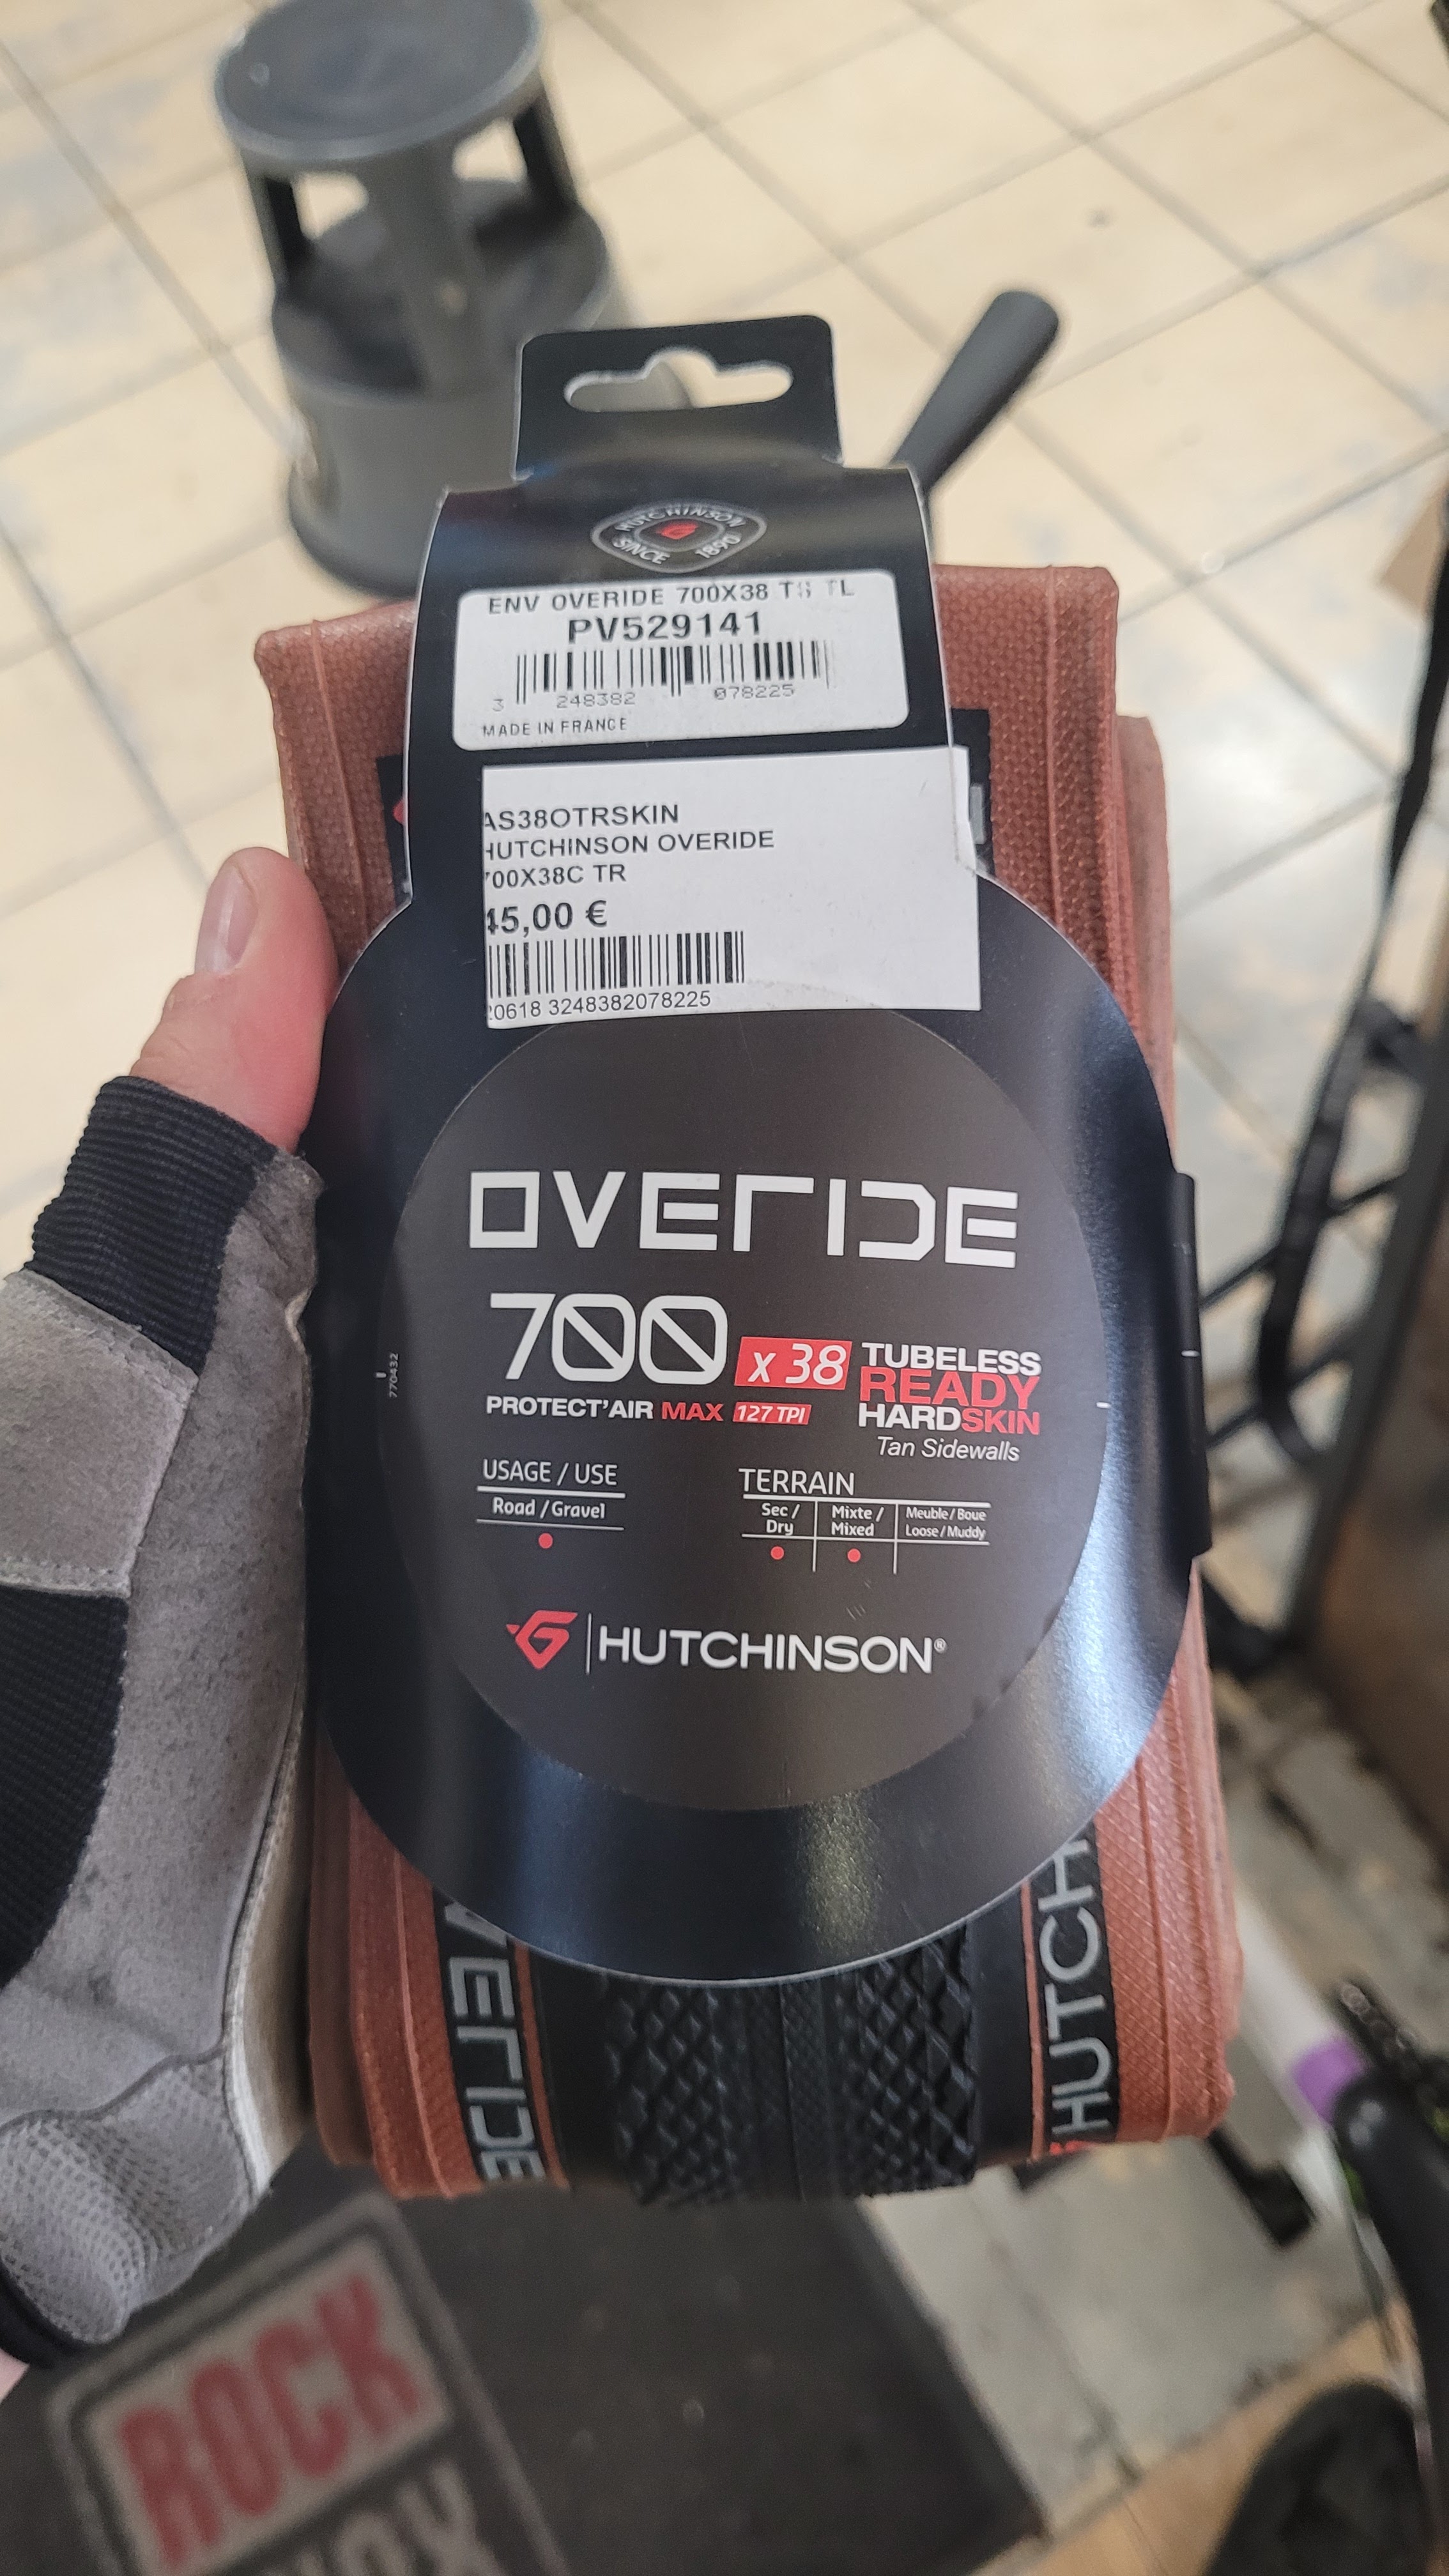 HUTCHINSON
SINCE 1890
ENV OVERIDE 700X38 TS TL
PV529141
3 248382 078225
MADE IN FRANCE
AS38OTRSKIN
HUTCHINSON OVERIDE
700X38C TR
45,00 €
20618 3248382078225
OVERIDE
700 x 38 TUBELESS
READY
PROTECT'AIR MAX 127 TPI HARDSKIN
Tan Sidewalls
USAGE / USE
TERRAIN
Road / Gravel
Sec / Dry
Mixte / Mixed
Meuble / Boue
Loose / Muddy
770432
HUTCHINSON®
VERIDE
HUTCH
ROCK